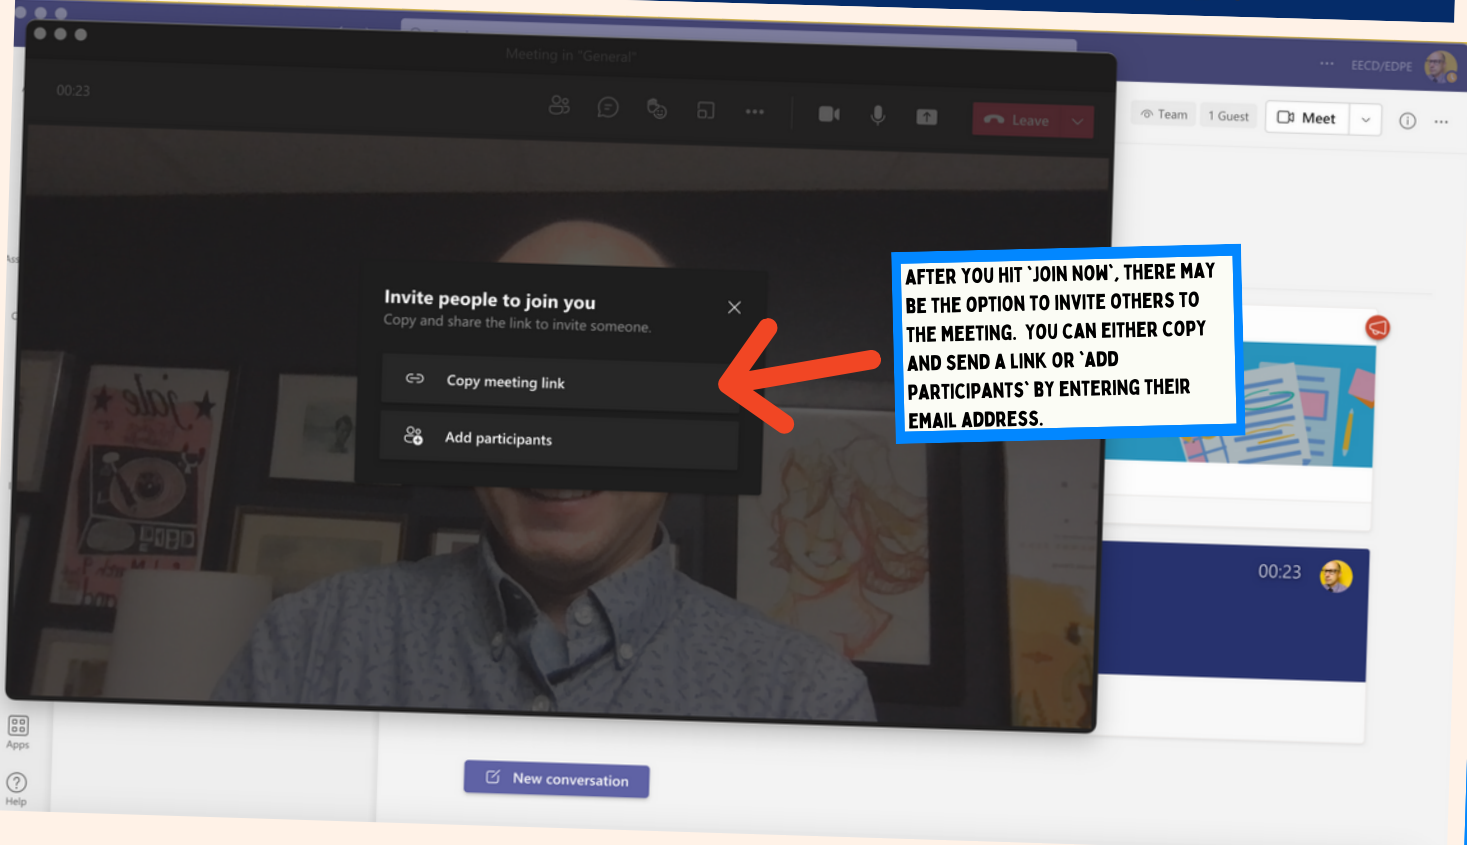 Meeting in "General"
EECD/EDPE
00:23
Leave
Team
1 Guest
Meet
Invite people to join you
Copy and share the link to invite someone.
Copy meeting link
Add participants
AFTER YOU HIT `JOIN NOW`, THERE MAY
BE THE OPTION TO INVITE OTHERS TO
THE MEETING. YOU CAN EITHER COPY
AND SEND A LINK OR `ADD
PARTICIPANTS` BY ENTERING THEIR
EMAIL ADDRESS.
jale
00:23
Apps
Help
New conversation